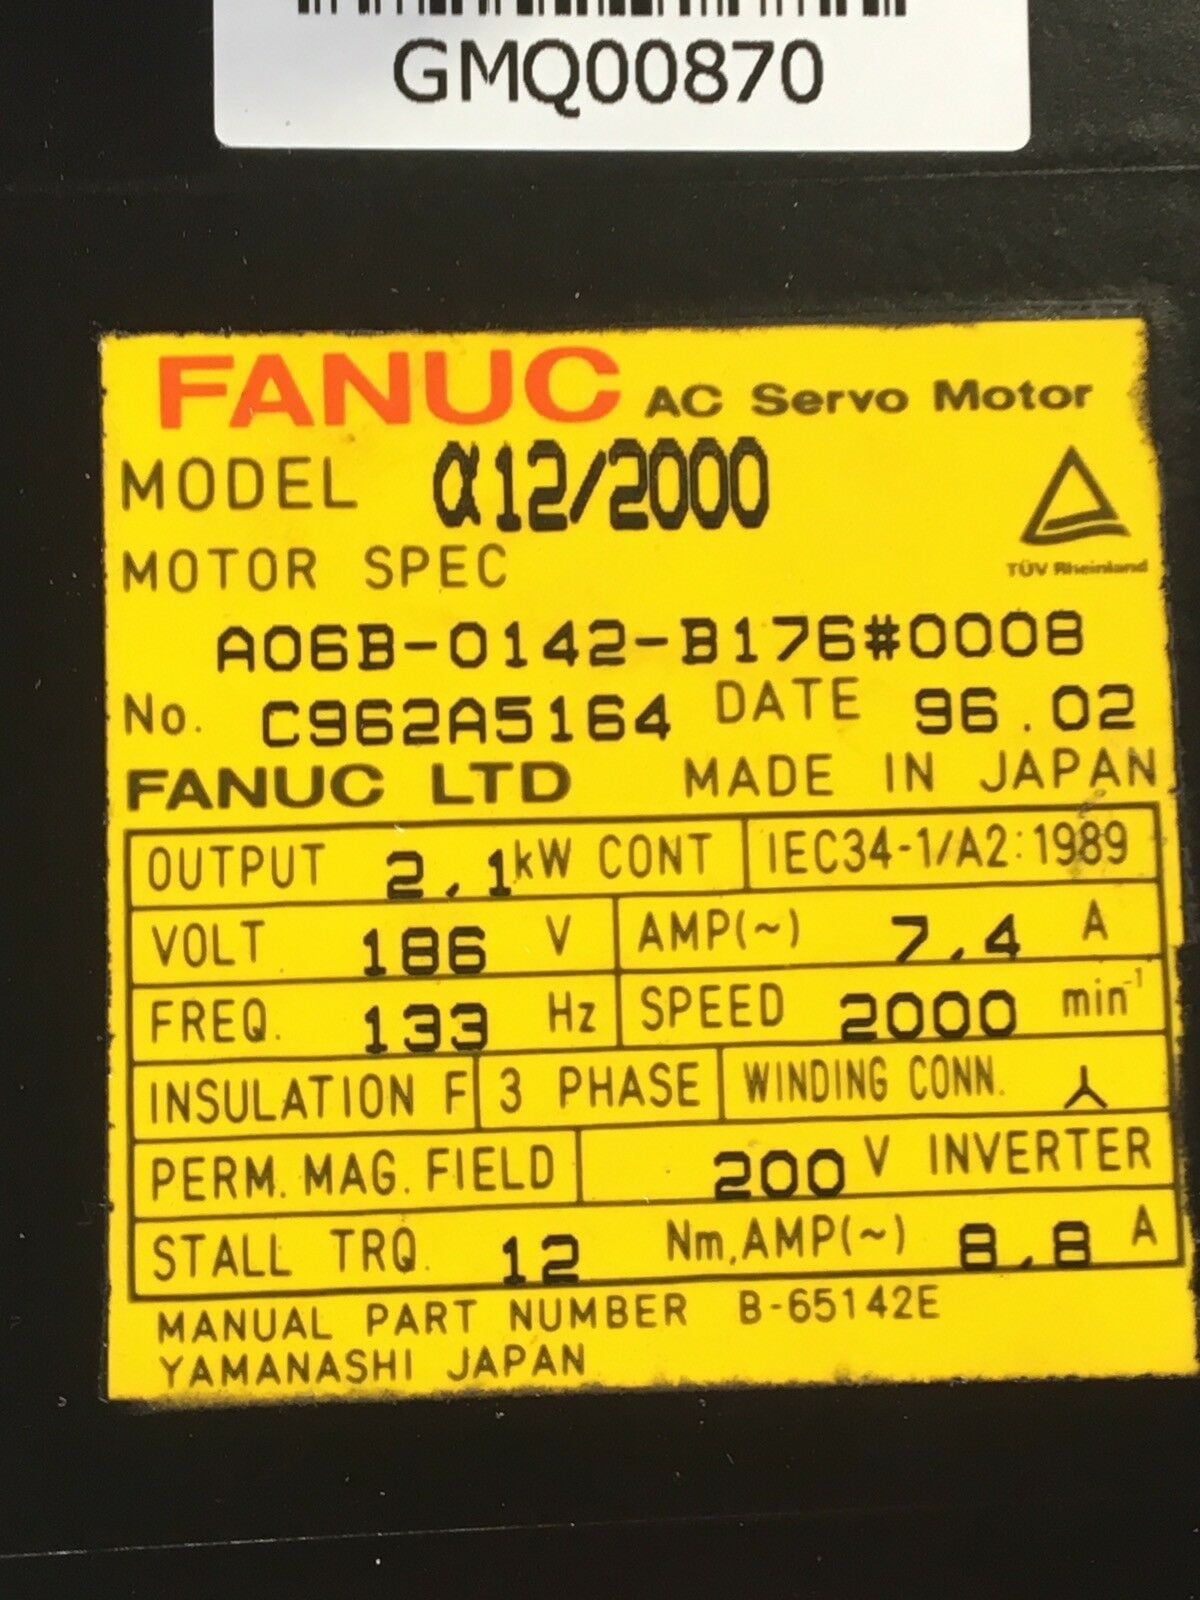 GMQ00870
FANUC AC Servo Motor
MODEL α12/2000
TÜV Rheinland
MOTOR SPEC
A06B-0142-B176#0008
No. C962A5164 DATE 96.02
FANUC LTD MADE IN JAPAN
OUTPUT 2.1kW CONT IEC34-1/A2:1989
VOLT 186 V AMP(~) 7.4 A
FREQ. 133 Hz SPEED 2000 min⁻¹
INSULATION F 3 PHASE WINDING CONN.
PERM. MAG. FIELD 200 V INVERTER
STALL TRQ. 12 Nm, AMP(~) 8.8 A
MANUAL PART NUMBER B-65142E
YAMANASHI JAPAN